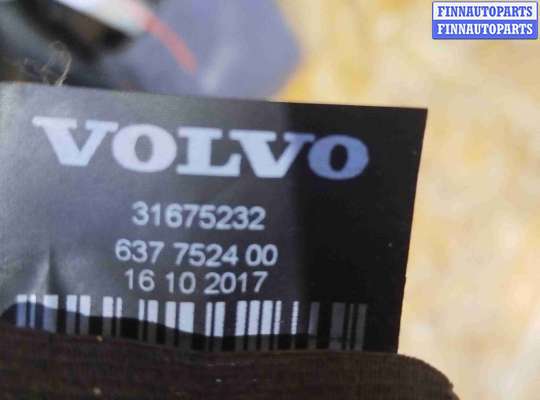 FINNAUTOPARTS
FINNAUTOPARTS
VOLVO
31675232
637 7524 00
16 10 2017